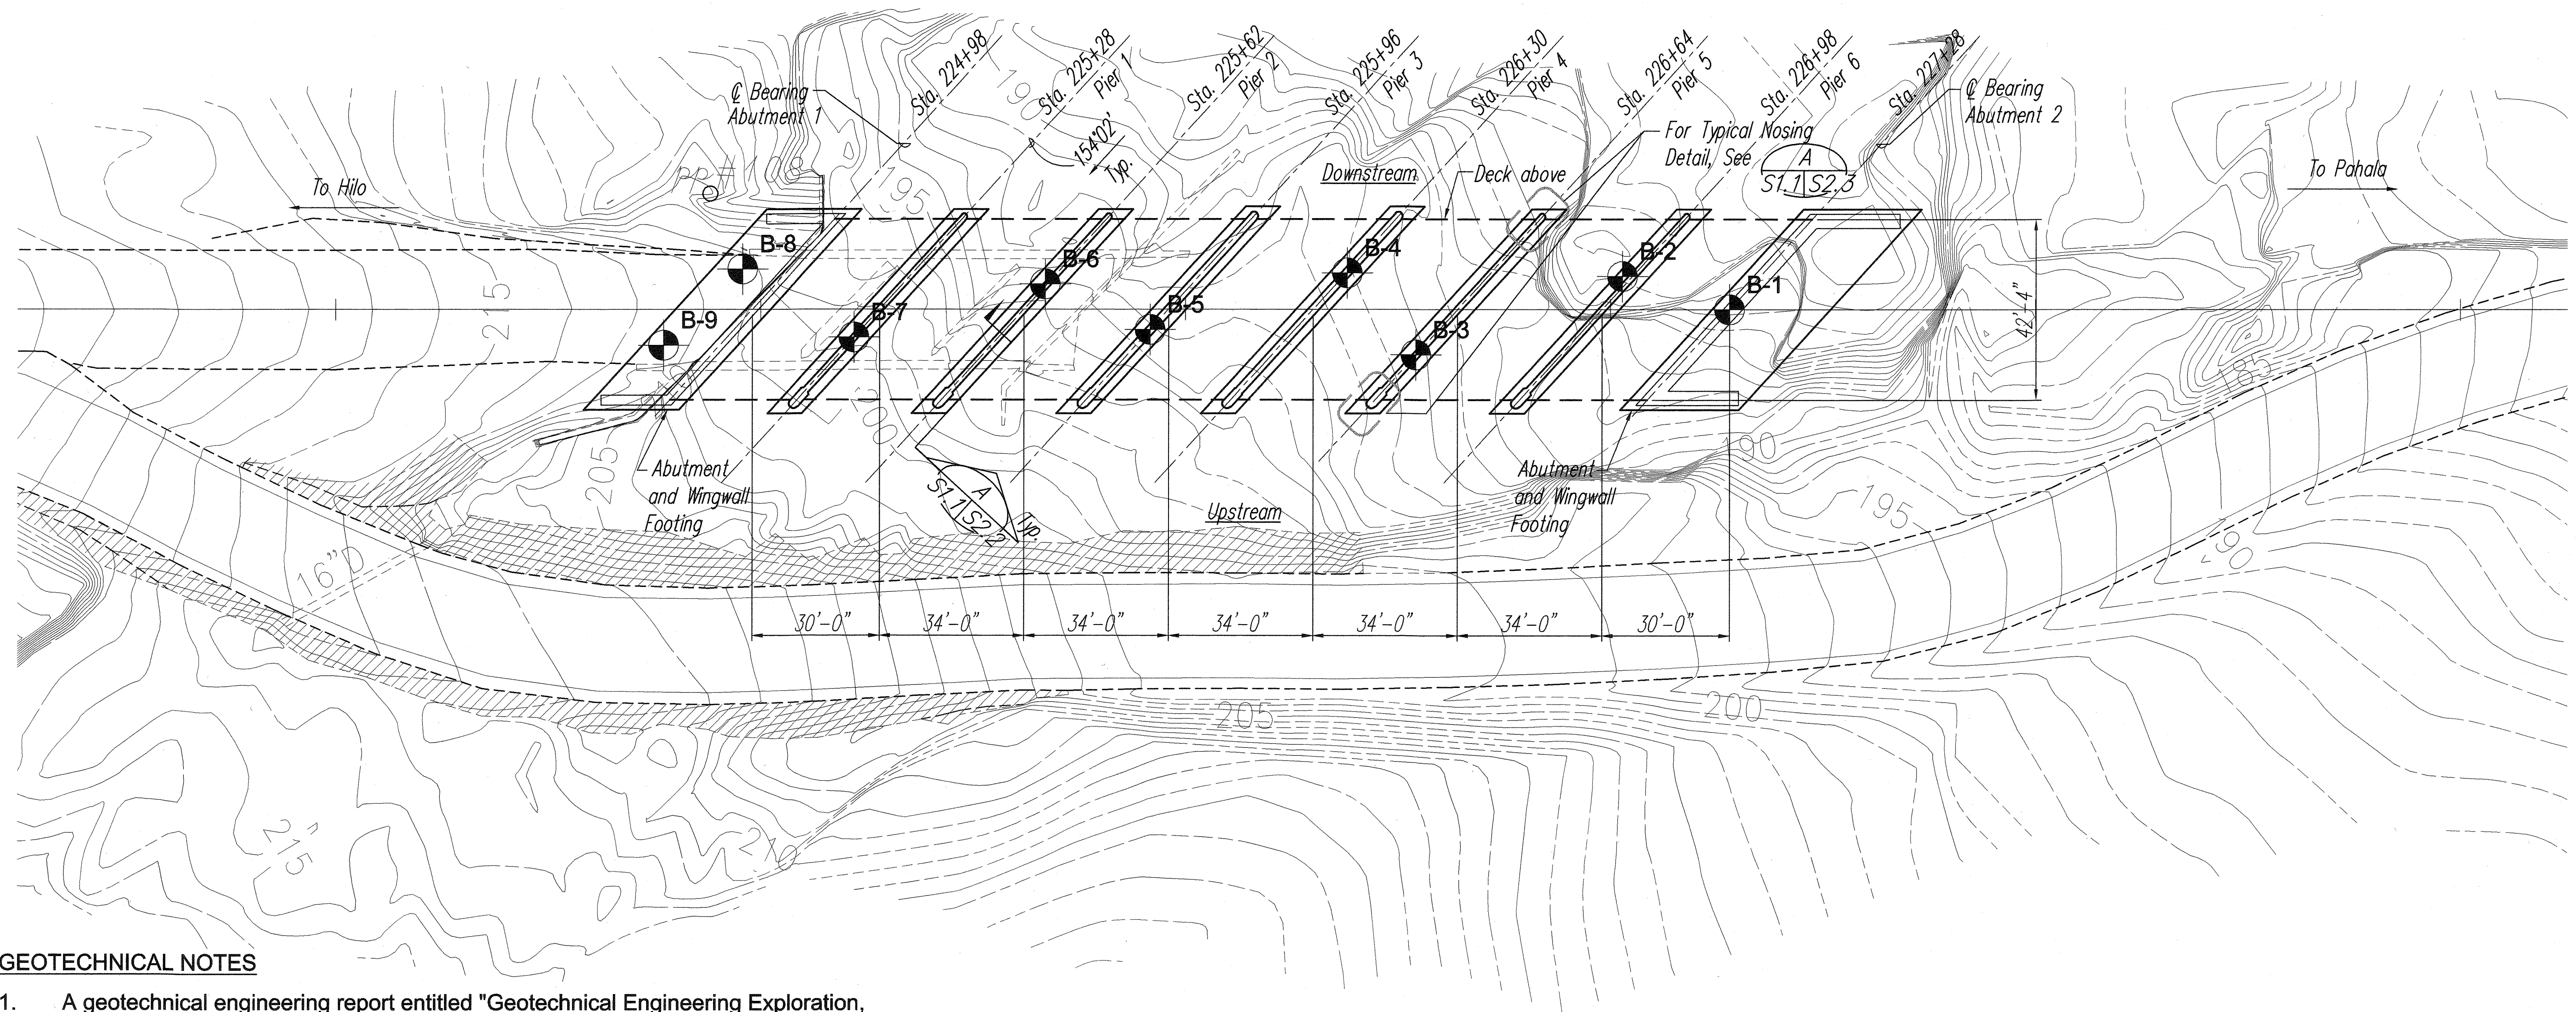 Sta. 224+98
Sta. 225+28
Pier 1
Sta. 225+62
Pier 2
Sta. 225+96
Pier 3
Sta. 226+30
Pier 4
Sta. 226+64
Pier 5
Sta. 226+98
Pier 6
Sta. 227+28
190
℄ Bearing
Abutment 1
℄ Bearing
Abutment 2
154°02'
Typ.
For Typical Nosing
Detail, See
A
S1.1 S2.3
pp# 108
195
To Hilo
Downstream
Deck above
To Pahala
B-8
B-6
B-4
B-2
B-1
B-7
B-5
B-3
B-9
215
42'-4"
185
200
205
190
195
Abutment
and Wingwall
Footing
A
S1.1 S2.2
Typ.
Upstream
Abutment
and Wingwall
Footing
190
16"D
30'-0"
34'-0"
34'-0"
34'-0"
34'-0"
34'-0"
30'-0"
205
200
215
210
GEOTECHNICAL NOTES
1. A geotechnical engineering report entitled "Geotechnical Engineering Exploration,